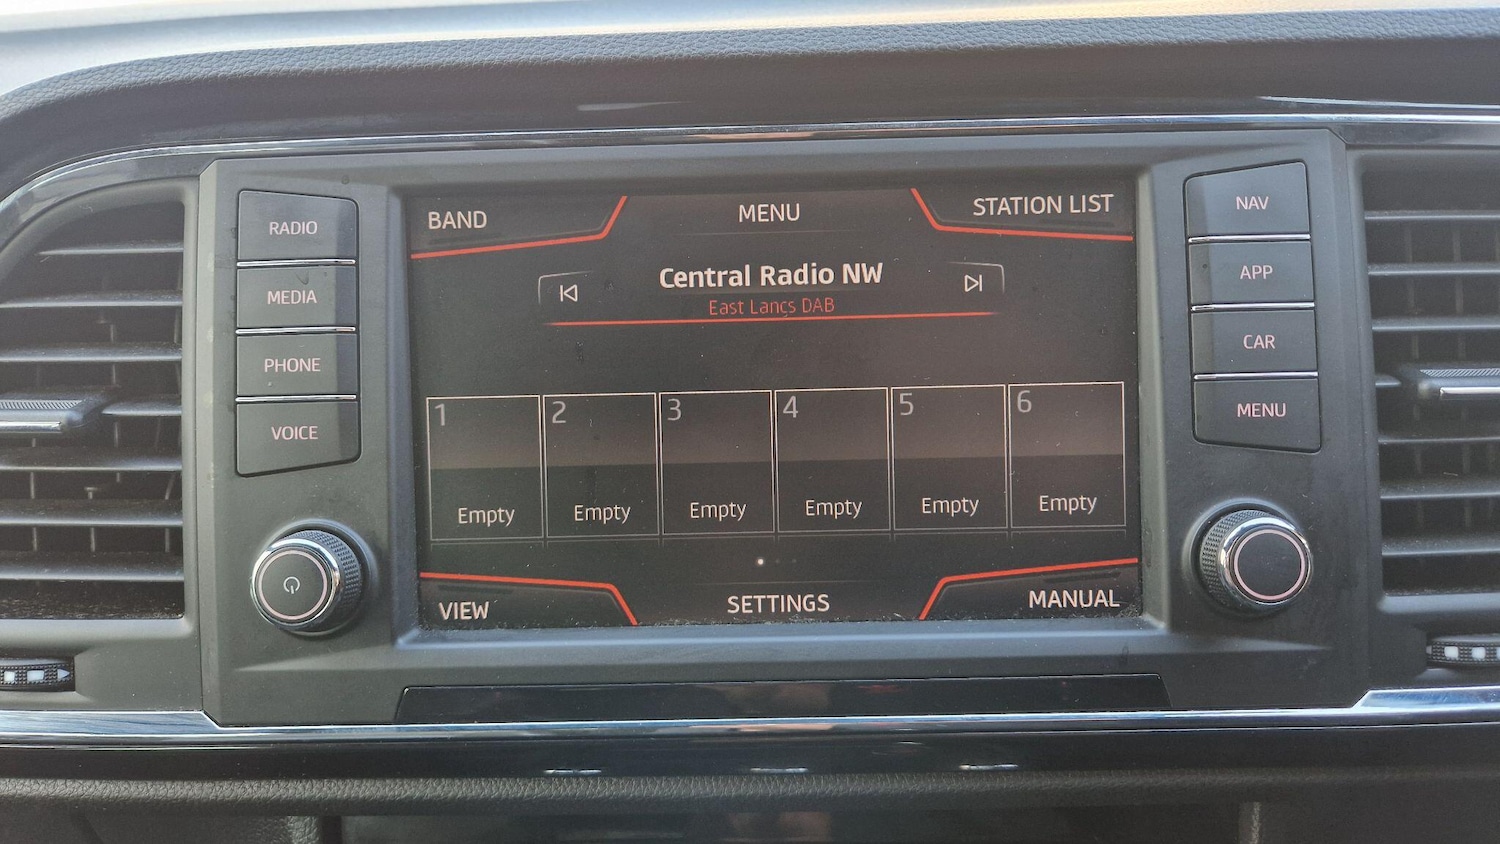 BAND
MENU
STATION LIST
Central Radio NW
East Lancs DAB
1
2
3
4
5
6
Empty
Empty
Empty
Empty
Empty
Empty
VIEW
SETTINGS
MANUAL
RADIO
MEDIA
PHONE
VOICE
NAV
APP
CAR
MENU